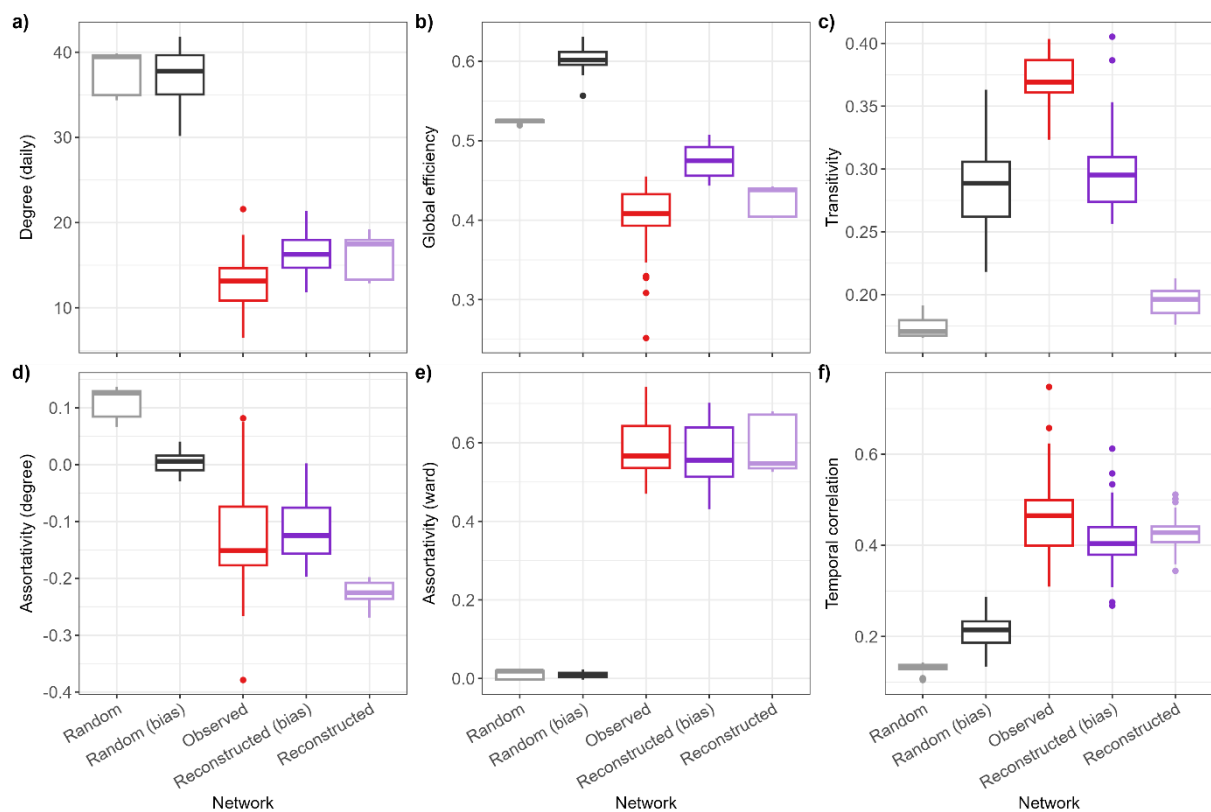 a)
Degree (daily)
40
30
20
10
b)
Global efficiency
0.6
0.5
0.4
0.3
c)
Transitivity
0.40
0.35
0.30
0.25
0.20
d)
Assortativity (degree)
0.1
0.0
-0.1
-0.2
-0.3
-0.4
Random
Random (bias)
Observed
Reconstructed (bias)
Reconstructed
Network
e)
Assortativity (ward)
0.6
0.4
0.2
0.0
Random
Random (bias)
Observed
Reconstructed (bias)
Reconstructed
Network
f)
Temporal correlation
0.6
0.4
0.2
Random
Random (bias)
Observed
Reconstructed (bias)
Reconstructed
Network